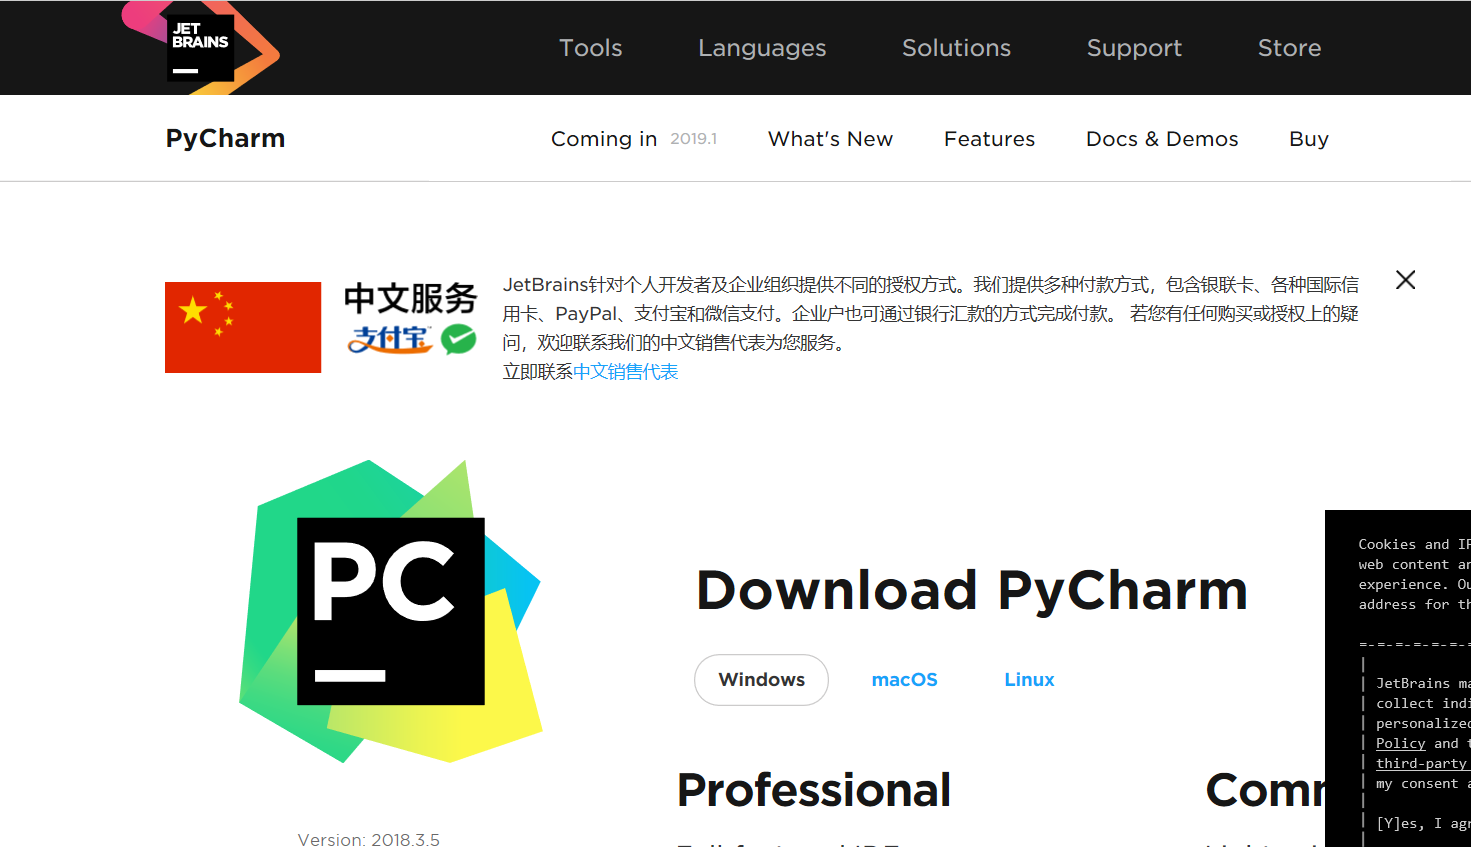 JET
BRAINS
Tools Languages Solutions Support Store
PyCharm Coming in 2019.1 What's New Features Docs & Demos Buy
中文服务
支付宝
JetBrains针对个人开发者及企业组织提供不同的授权方式。我们提供多种付款方式，包含银联卡、各种国际信
用卡、PayPal、支付宝和微信支付。企业户也可通过银行汇款的方式完成付款。 若您有任何购买或授权上的疑
问，欢迎联系我们的中文销售代表为您服务。
立即联系中文销售代表
PC
Download PyCharm
Windows macOS Linux
Professional
Version: 2018.3.5
Cookies and
web content
experience.
address for
JetBrains
collect
personalized
Policy and
third-party
my consent
[Y]es, I